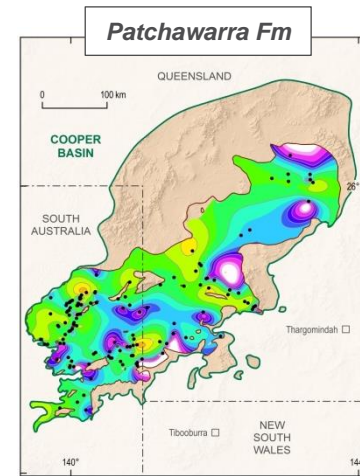 Patchawarra Fm
QUEENSLAND
0 100 km
COOPER
BASIN
26°
SOUTH
AUSTRALIA
Thargomindah
Tibooburra
NEW
SOUTH
WALES
140°